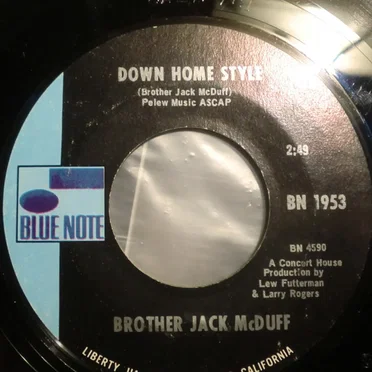 DOWN HOME STYLE
(Brother Jack McDuff)
Pelew Music ASCAP
2:49
BN 1953
BLUE NOTE
BN 4590
A Concert House
Production by
Lew Futterman
& Larry Rogers
BROTHER JACK McDUFF
LIBERTY CALIFORNIA